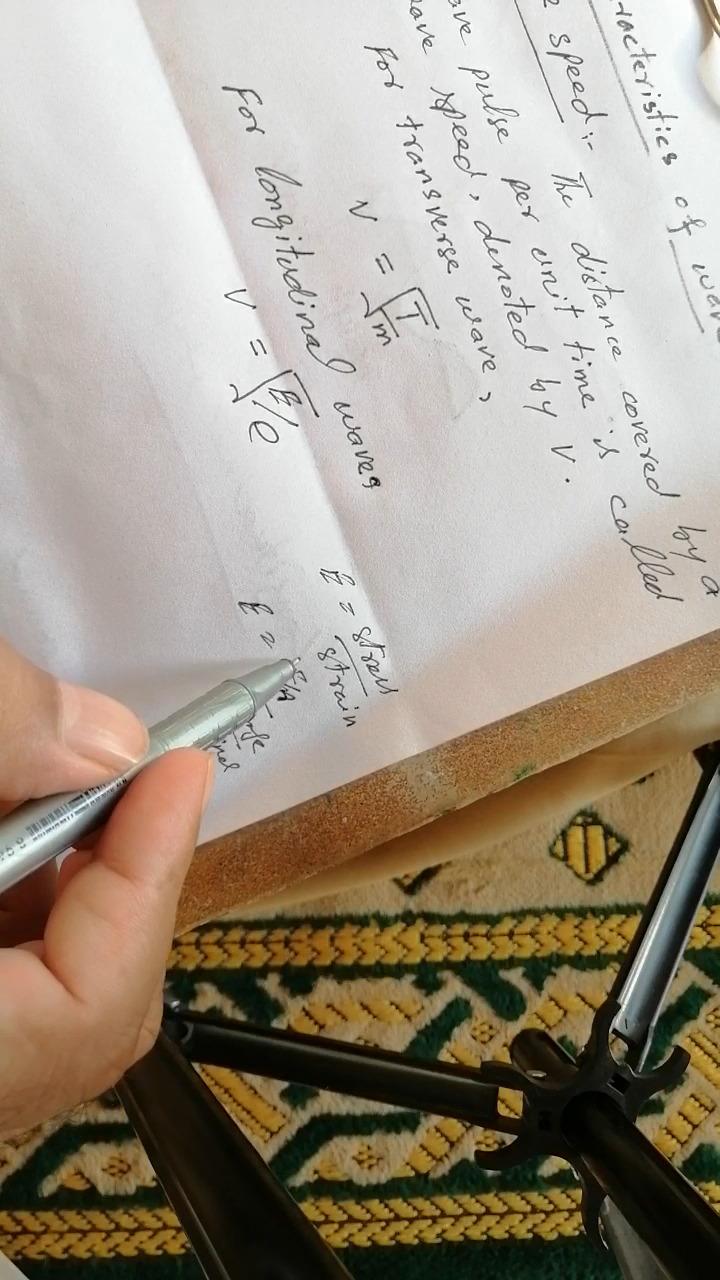 racteristics of wave
speed:- The distance covered by a
ave pulse per unit time is called
ave speed, denoted by V.
For transverse wave,
v = √T/m
For longitudinal waves
v = √E/ρ
E = stress/strain
E =